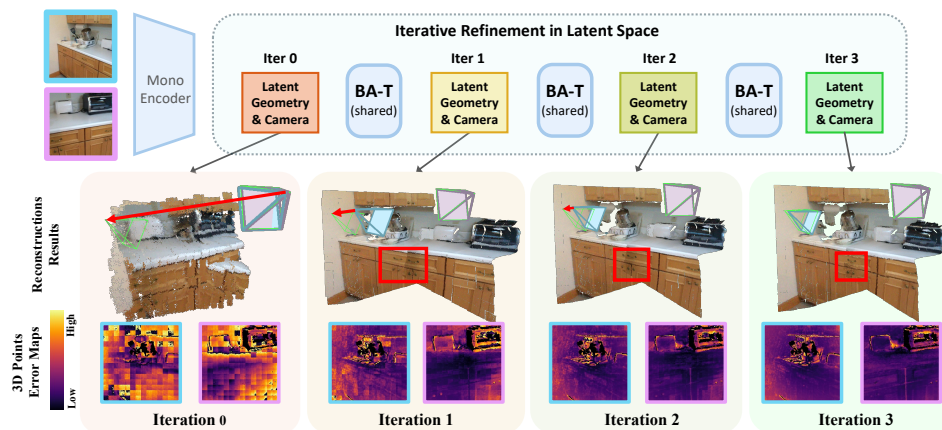 Iterative Refinement in Latent Space
Mono
Encoder
Iter 0
Iter 1
Iter 2
Iter 3
Latent
Geometry
& Camera
BA-T
(shared)
Latent
Geometry
& Camera
BA-T
(shared)
Latent
Geometry
& Camera
BA-T
(shared)
Latent
Geometry
& Camera
Reconstructions
Results
3D Points
Error Maps
High
Low
Iteration 0
Iteration 1
Iteration 2
Iteration 3